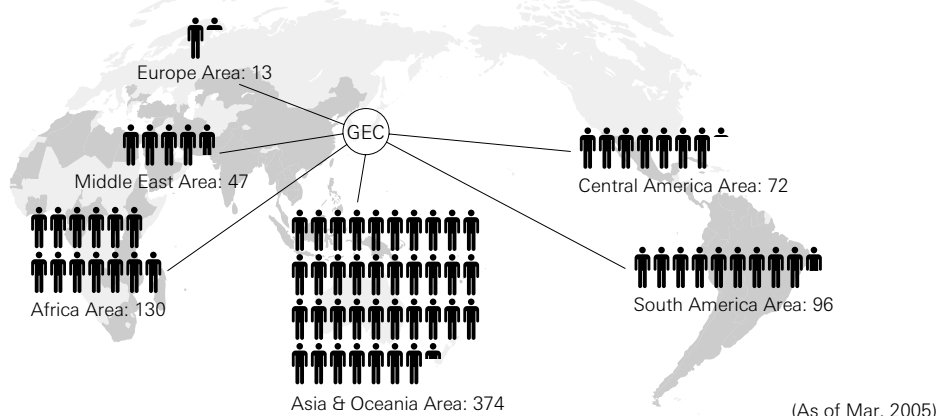 Europe Area: 13
GEC
Middle East Area: 47
Central America Area: 72
Africa Area: 130
South America Area: 96
Asia & Oceania Area: 374
(As of Mar. 2005)